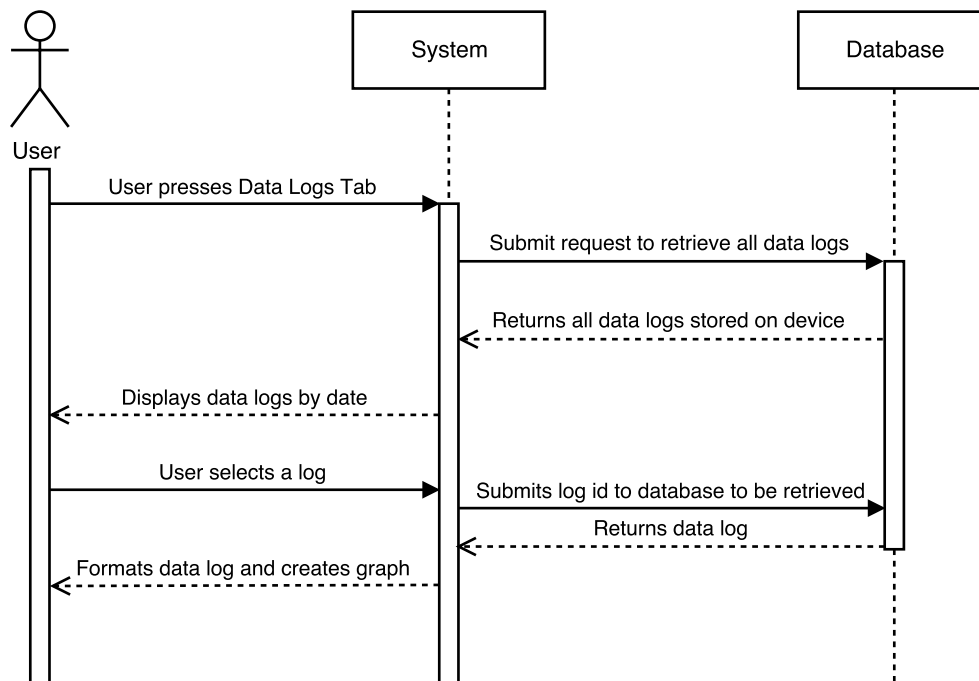 System
Database
User
User presses Data Logs Tab
Submit request to retrieve all data logs
Returns all data logs stored on device
Displays data logs by date
User selects a log
Submits log id to database to be retrieved
Returns data log
Formats data log and creates graph